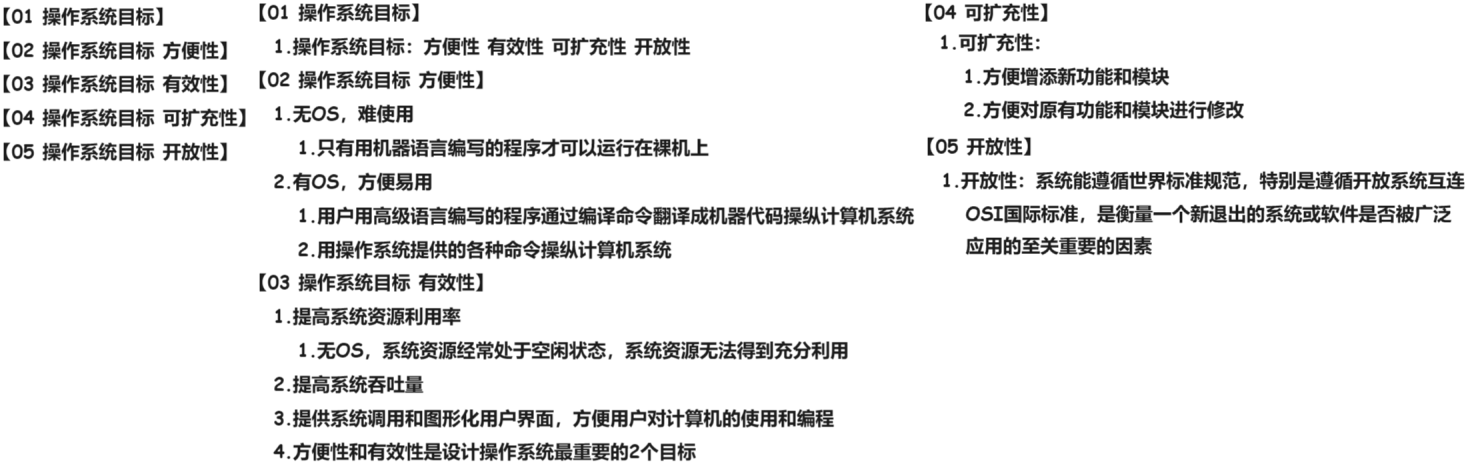 【01 操作系统目标】
【02 操作系统目标 方便性】
【03 操作系统目标 有效性】
【04 操作系统目标 可扩充性】
【05 操作系统目标 开放性】
【01 操作系统目标】
1.操作系统目标：方便性 有效性 可扩充性 开放性
【02 操作系统目标 方便性】
1.无OS，难使用
1.只有用机器语言编写的程序才可以运行在裸机上
2.有OS，方便易用
1.用户用高级语言编写的程序通过编译命令翻译成机器代码操纵计算机系统
2.用操作系统提供的各种命令操纵计算机系统
【03 操作系统目标 有效性】
1.提高系统资源利用率
1.无OS，系统资源经常处于空闲状态，系统资源无法得到充分利用
2.提高系统吞吐量
3.提供系统调用和图形化用户界面，方便用户对计算机的使用和编程
4.方便性和有效性是设计操作系统最重要的2个目标
【04 可扩充性】
1.可扩充性：
1.方便增添新功能和模块
2.方便对原有功能和模块进行修改
【05 开放性】
1.开放性：系统能遵循世界标准规范，特别是遵循开放系统互连
OSI国际标准，是衡量一个新退出的系统或软件是否被广泛
应用的至关重要的因素